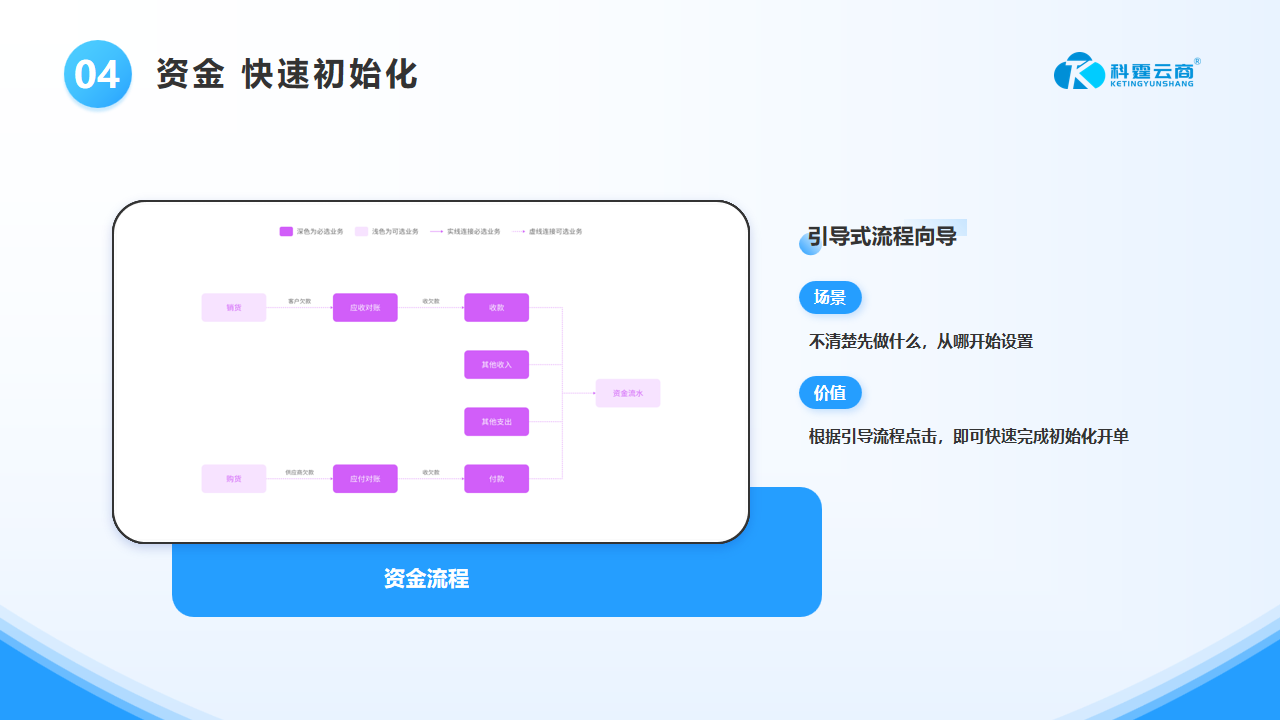 04
资金 快速初始化
科霆云商®
KETINGYUNSHANG
深色为必选业务
浅色为可选业务
实线连接必选业务
虚线连接可选业务
销货
客户欠款
应收对账
收欠款
收款
其他收入
资金流水
其他支出
购货
供应商欠款
应付对账
收欠款
付款
资金流程
引导式流程向导
场景
不清楚先做什么，从哪开始设置
价值
根据引导流程点击，即可快速完成初始化开单